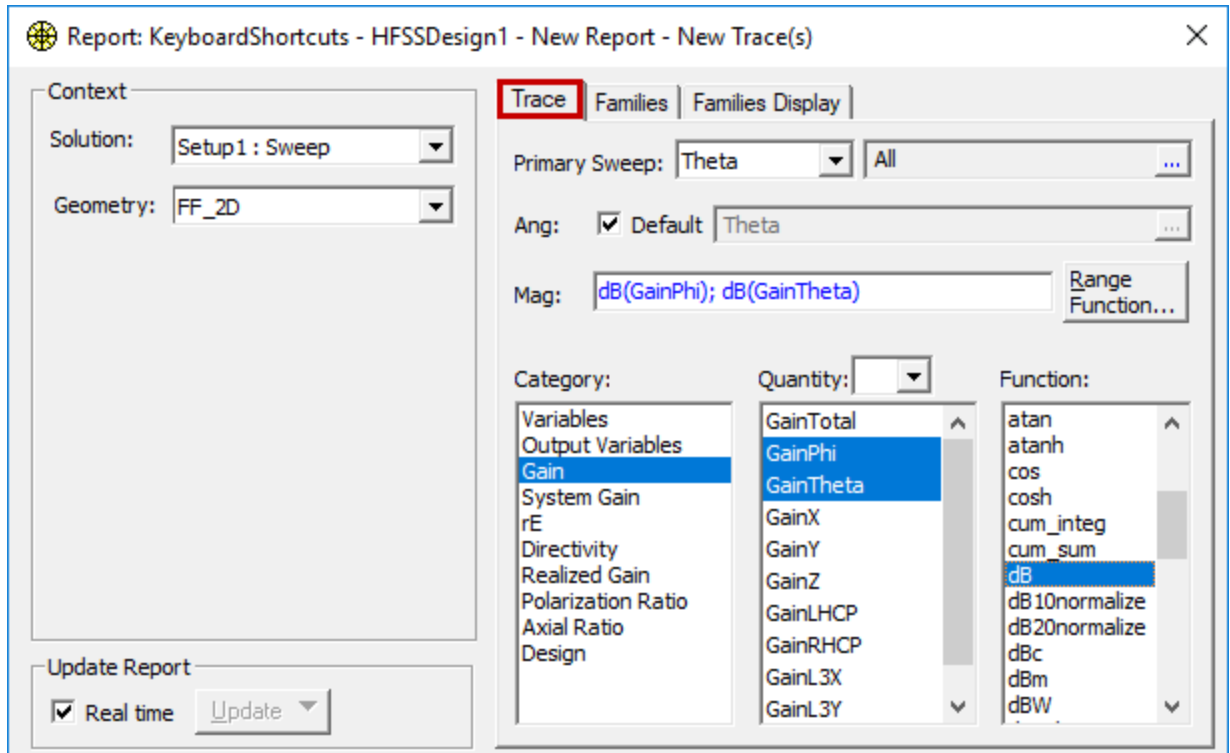 Report: KeyboardShortcuts - HFSSDesign1 - New Report - New Trace(s)
Context
Solution: Setup1 : Sweep
Geometry: FF_2D
Update Report
Real time Update
Trace Families Families Display
Primary Sweep: Theta All ...
Ang: Default Theta ...
Mag: dB(GainPhi); dB(GainTheta) Range Function...
Category:
Variables
Output Variables
Gain
System Gain
rE
Directivity
Realized Gain
Polarization Ratio
Axial Ratio
Design
Quantity:
GainTotal
GainPhi
GainTheta
GainX
GainY
GainZ
GainLHCP
GainRHCP
GainL3X
GainL3Y
Function:
atan
atanh
cos
cosh
cum_integ
cum_sum
dB
dB10normalize
dB20normalize
dBc
dBm
dBW